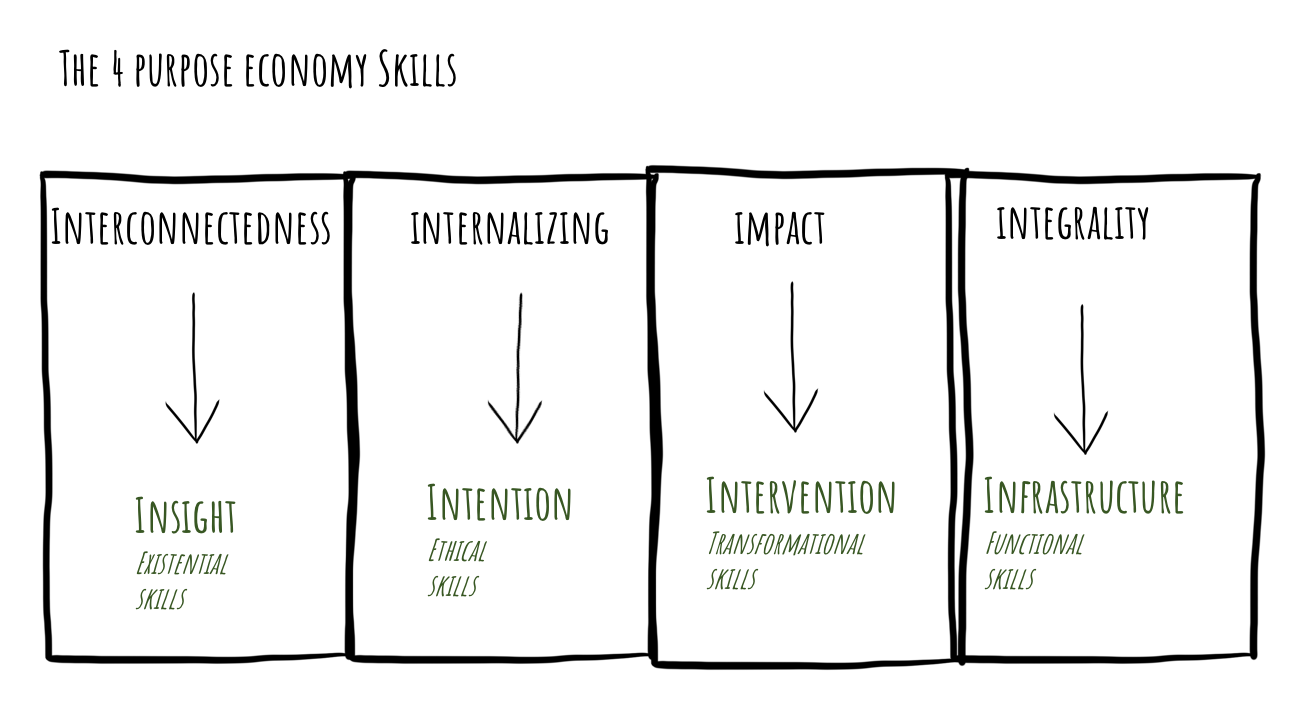 The 4 purpose economy Skills
Interconnectedness
internalizing
impact
integrality
Insight
Existential
skills
Intention
Ethical
skills
Intervention
Transformational
skills
Infrastructure
Functional
skills